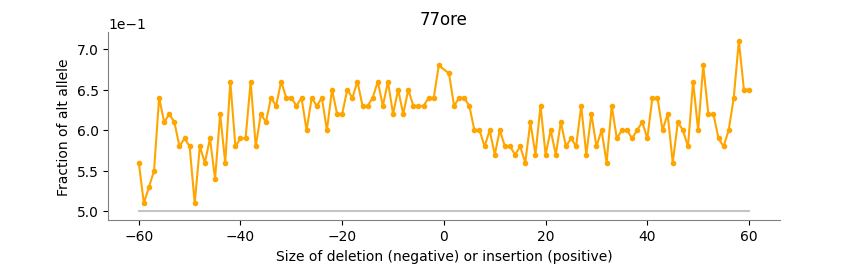 77ore
1e−1
7.0
6.5
6.0
5.5
5.0
Fraction of alt allele
−60 −40 −20 0 20 40 60
Size of deletion (negative) or insertion (positive)